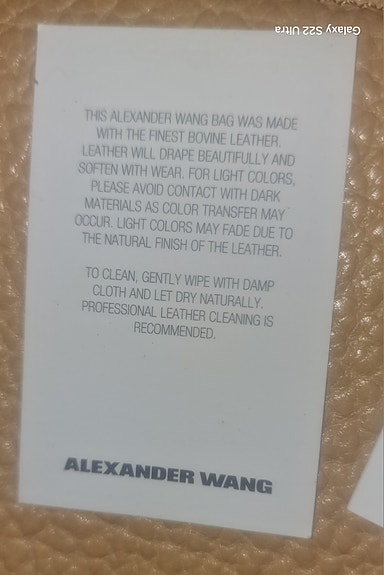 Galaxy S22 Ultra
THIS ALEXANDER WANG BAG WAS MADE
WITH THE FINEST BOVINE LEATHER.
LEATHER WILL DRAPE BEAUTIFULLY AND
SOFTEN WITH WEAR. FOR LIGHT COLORS,
PLEASE AVOID CONTACT WITH DARK
MATERIALS AS COLOR TRANSFER MAY
OCCUR. LIGHT COLORS MAY FADE DUE TO
THE NATURAL FINISH OF THE LEATHER.
TO CLEAN, GENTLY WIPE WITH DAMP
CLOTH AND LET DRY NATURALLY.
PROFESSIONAL LEATHER CLEANING IS
RECOMMENDED.
ALEXANDER WANG